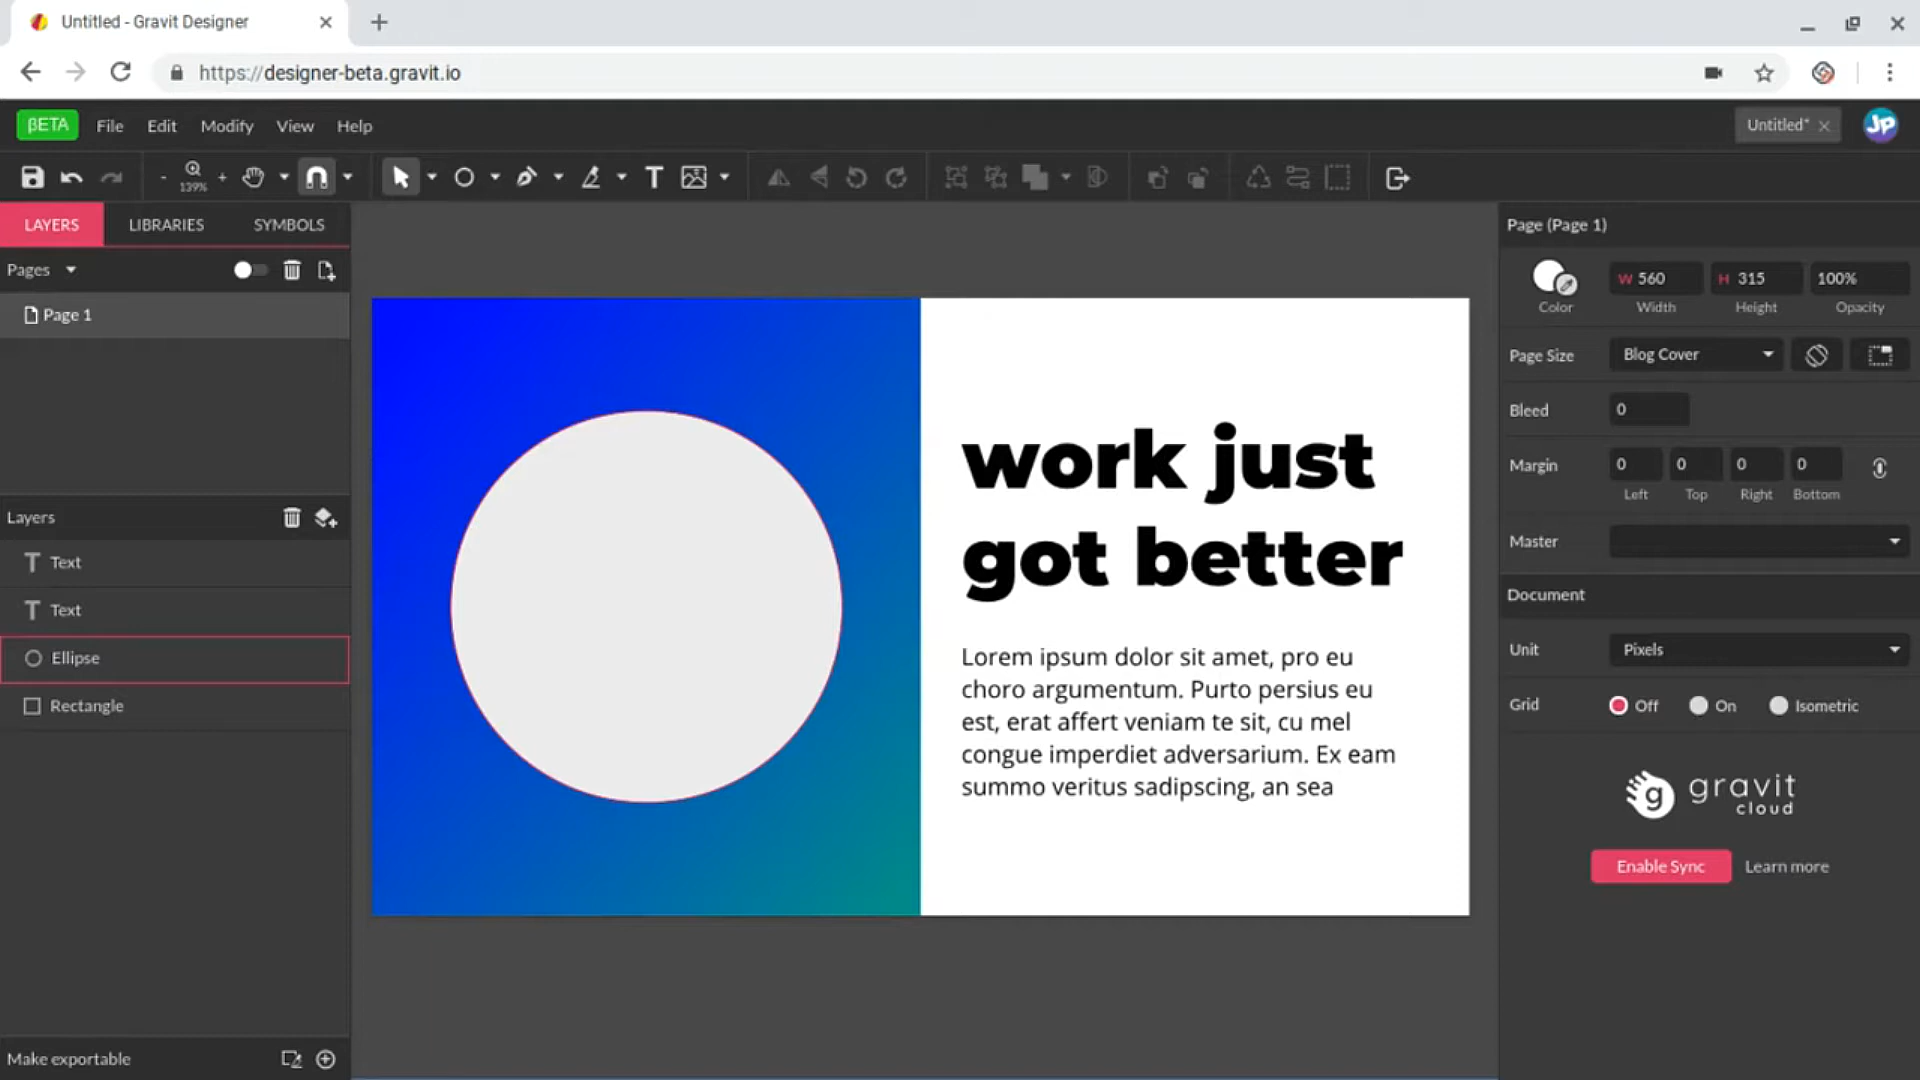 Untitled - Gravit Designer
https://designer-beta.gravit.io
βETA File Edit Modify View Help
Untitled*
Jp
- 139% +
LAYERS LIBRARIES SYMBOLS
Pages
Page 1
Layers
Text
Text
Ellipse
Rectangle
Make exportable
work just
got better
Lorem ipsum dolor sit amet, pro eu
choro argumentum. Purto persius eu
est, erat affert veniam te sit, cu mel
congue imperdiet adversarium. Ex eam
summo veritus sadipscing, an sea
Page (Page 1)
W 560 H 315 100%
Color Width Height Opacity
Page Size Blog Cover
Bleed 0
Margin 0 0 0 0
Left Top Right Bottom
Master
Document
Unit Pixels
Grid Off On Isometric
g gravit
cloud
Enable Sync Learn more